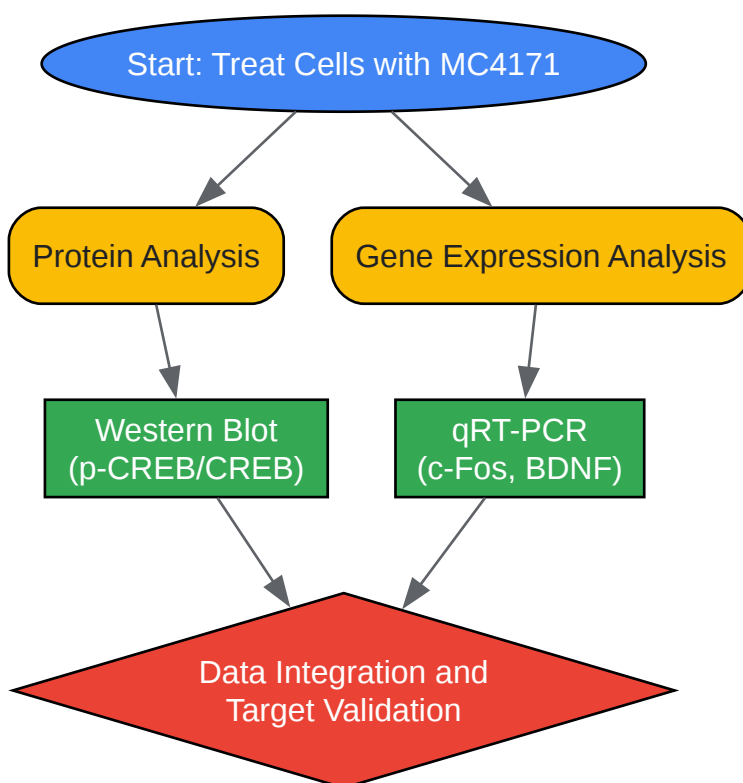 Start: Treat Cells with MC4171
Protein Analysis
Gene Expression Analysis
Western Blot
(p-CREB/CREB)
qRT-PCR
(c-Fos, BDNF)
Data Integration and
Target Validation